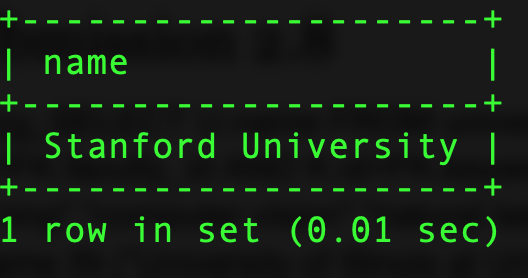 +---------------------+
| name                |
+---------------------+
| Stanford University |
+---------------------+
1 row in set (0.01 sec)